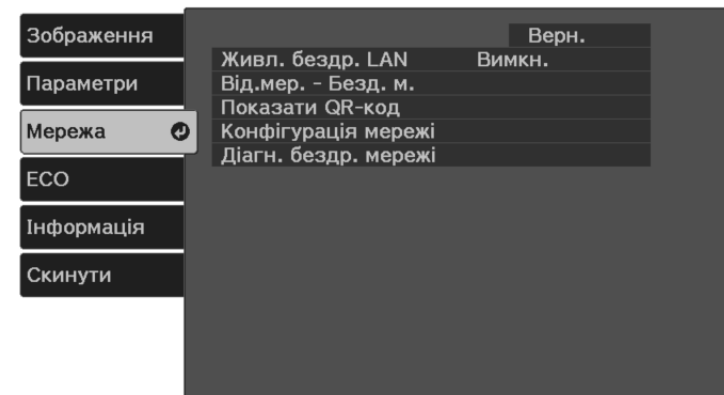 Зображення
Параметри
Мережа
ECO
Інформація
Скинути
Верн.
Живл. бездр. LAN Вимкн.
Від.мер. - Безд. м.
Показати QR-код
Конфігурація мережі
Діагн. бездр. мережі